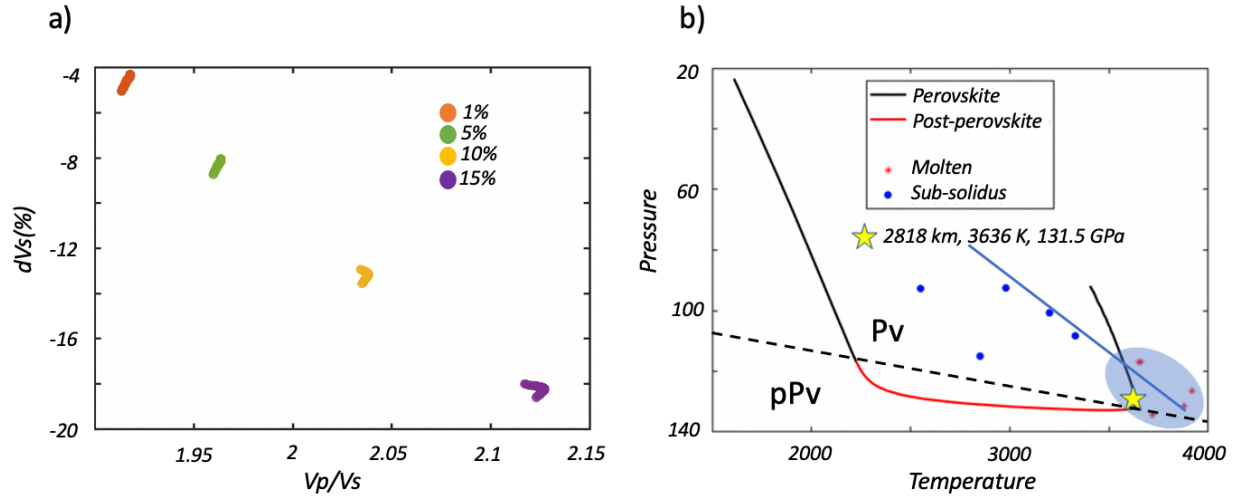 a)
-4
-8
-12
-14
-16
-18
-20
dVs(%)
1%
5%
10%
15%
1.95
2
2.05
2.1
2.15
Vp/Vs
b)
20
60
100
140
Pressure
Perovskite
Post-perovskite
Molten
Sub-solidus
2818 km, 3636 K, 131.5 GPa
Pv
pPv
2000
3000
4000
Temperature